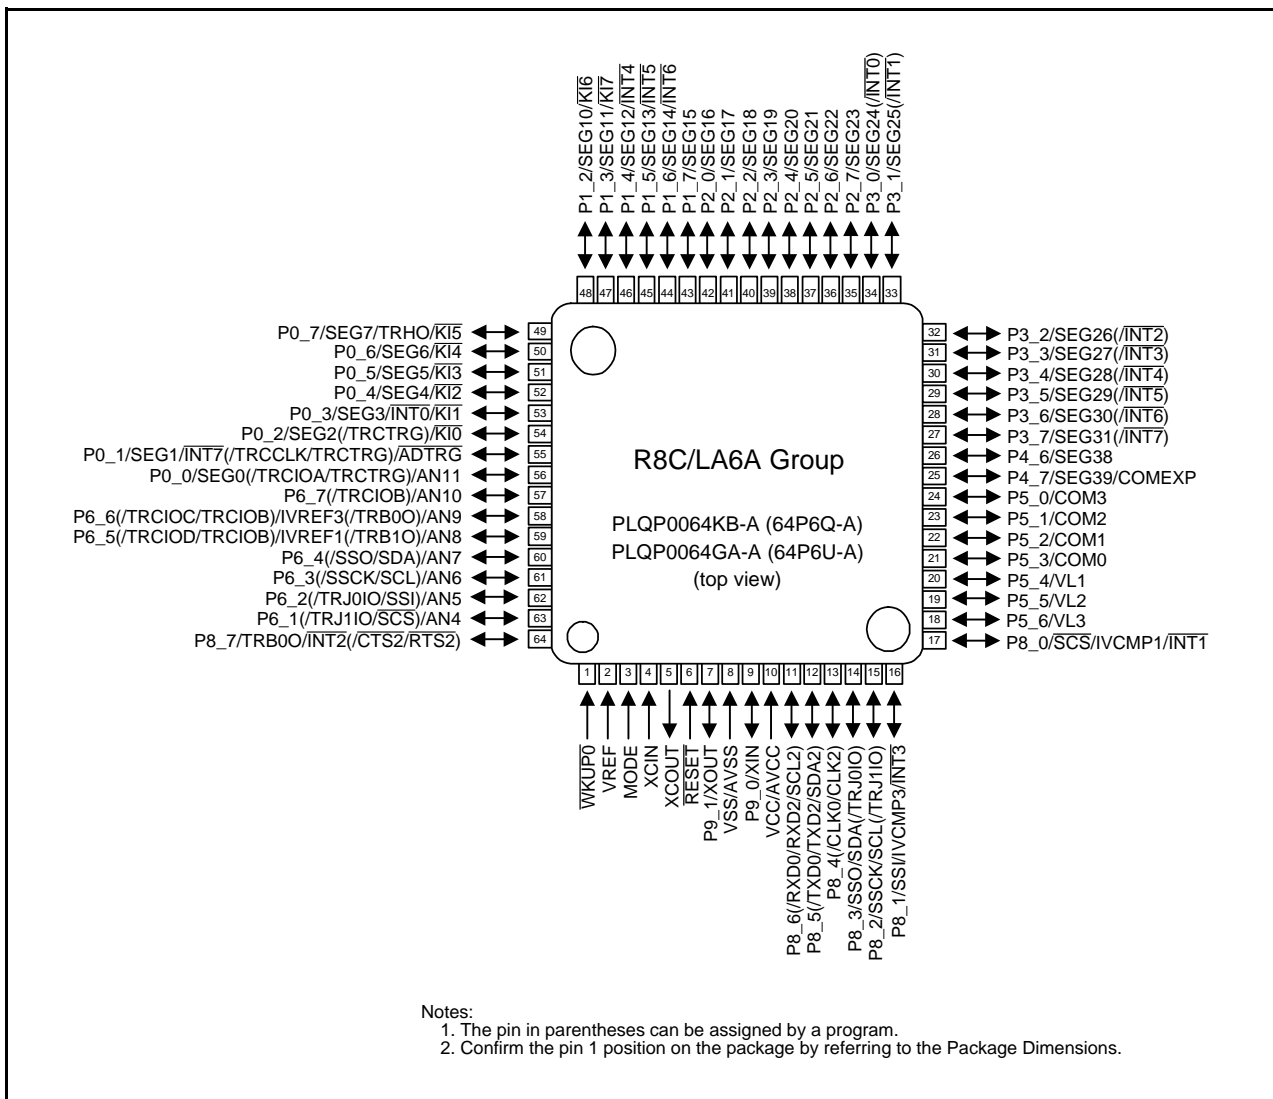 P1_2/SEG10/KI6
P1_3/SEG11/KI7
P1_4/SEG12/INT4
P1_5/SEG13/INT5
P1_6/SEG14/INT6
P1_7/SEG15
P2_0/SEG16
P2_1/SEG17
P2_2/SEG18
P2_3/SEG19
P2_4/SEG20
P2_5/SEG21
P2_6/SEG22
P2_7/SEG23
P3_0/SEG24(/INT0)
P3_1/SEG25(/INT1)
48 47 46 45 44 43 42 41 40 39 38 37 36 35 34 33
P0_7/SEG7/TRHO/KI5 49
P0_6/SEG6/KI4 50
P0_5/SEG5/KI3 51
P0_4/SEG4/KI2 52
P0_3/SEG3/INT0/KI1 53
P0_2/SEG2(/TRCTRG)/KI0 54
P0_1/SEG1/INT7(/TRCCLK/TRCTRG)/ADTRG 55
P0_0/SEG0(/TRCIOA/TRCTRG)/AN11 56
P6_7(/TRCIOB)/AN10 57
P6_6(/TRCIOC/TRCIOB)/IVREF3(/TRB0O)/AN9 58
P6_5(/TRCIOD/TRCIOB)/IVREF1(/TRB1O)/AN8 59
P6_4(/SSO/SDA)/AN7 60
P6_3(/SSCK/SCL)/AN6 61
P6_2(/TRJ0IO/SSI)/AN5 62
P6_1(/TRJ1IO/SCS)/AN4 63
P8_7/TRB0O/INT2(/CTS2/RTS2) 64
R8C/LA6A Group
PLQP0064KB-A (64P6Q-A)
PLQP0064GA-A (64P6U-A)
(top view)
32 P3_2/SEG26(/INT2)
31 P3_3/SEG27(/INT3)
30 P3_4/SEG28(/INT4)
29 P3_5/SEG29(/INT5)
28 P3_6/SEG30(/INT6)
27 P3_7/SEG31(/INT7)
26 P4_6/SEG38
25 P4_7/SEG39/COMEXP
24 P5_0/COM3
23 P5_1/COM2
22 P5_2/COM1
21 P5_3/COM0
20 P5_4/VL1
19 P5_5/VL2
18 P5_6/VL3
17 P8_0/SCS/IVCMP1/INT1
1 2 3 4 5 6 7 8 9 10 11 12 13 14 15 16
WKUP0
VREF
MODE
XCIN
XCOUT
RESET
P9_1/XOUT
VSS/AVSS
P9_0/XIN
VCC/AVCC
P8_6(/RXD0/RXD2/SCL2)
P8_5(/TXD0/TXD2/SDA2)
P8_4(/CLK0/CLK2)
P8_3/SSO/SDA(/TRJ0IO)
P8_2/SSCK/SCL(/TRJ1IO)
P8_1/SSI/IVCMP3/INT3
Notes:
1. The pin in parentheses can be assigned by a program.
2. Confirm the pin 1 position on the package by referring to the Package Dimensions.